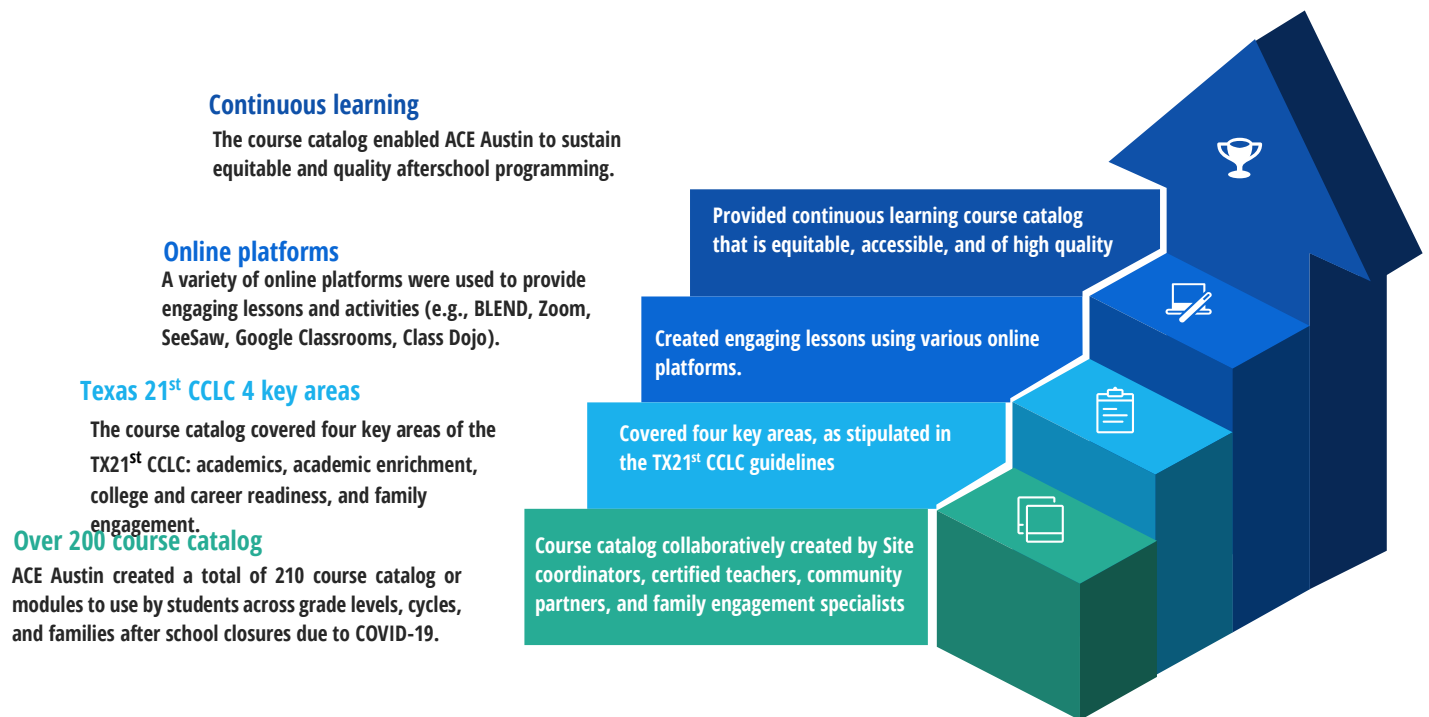 Continuous learning
The course catalog enabled ACE Austin to sustain
equitable and quality afterschool programming.
Provided continuous learning course catalog
that is equitable, accessible, and of high quality
Online platforms
A variety of online platforms were used to provide
engaging lessons and activities (e.g., BLEND, Zoom,
SeeSaw, Google Classrooms, Class Dojo).
Created engaging lessons using various online
platforms.
Texas 21st CCLC 4 key areas
The course catalog covered four key areas of the
TX21st CCLC: academics, academic enrichment,
college and career readiness, and family
engagement.
Covered four key areas, as stipulated in
the TX21st CCLC guidelines
Over 200 course catalog
ACE Austin created a total of 210 course catalog or
modules to use by students across grade levels, cycles,
and families after school closures due to COVID-19.
Course catalog collaboratively created by Site
coordinators, certified teachers, community
partners, and family engagement specialists